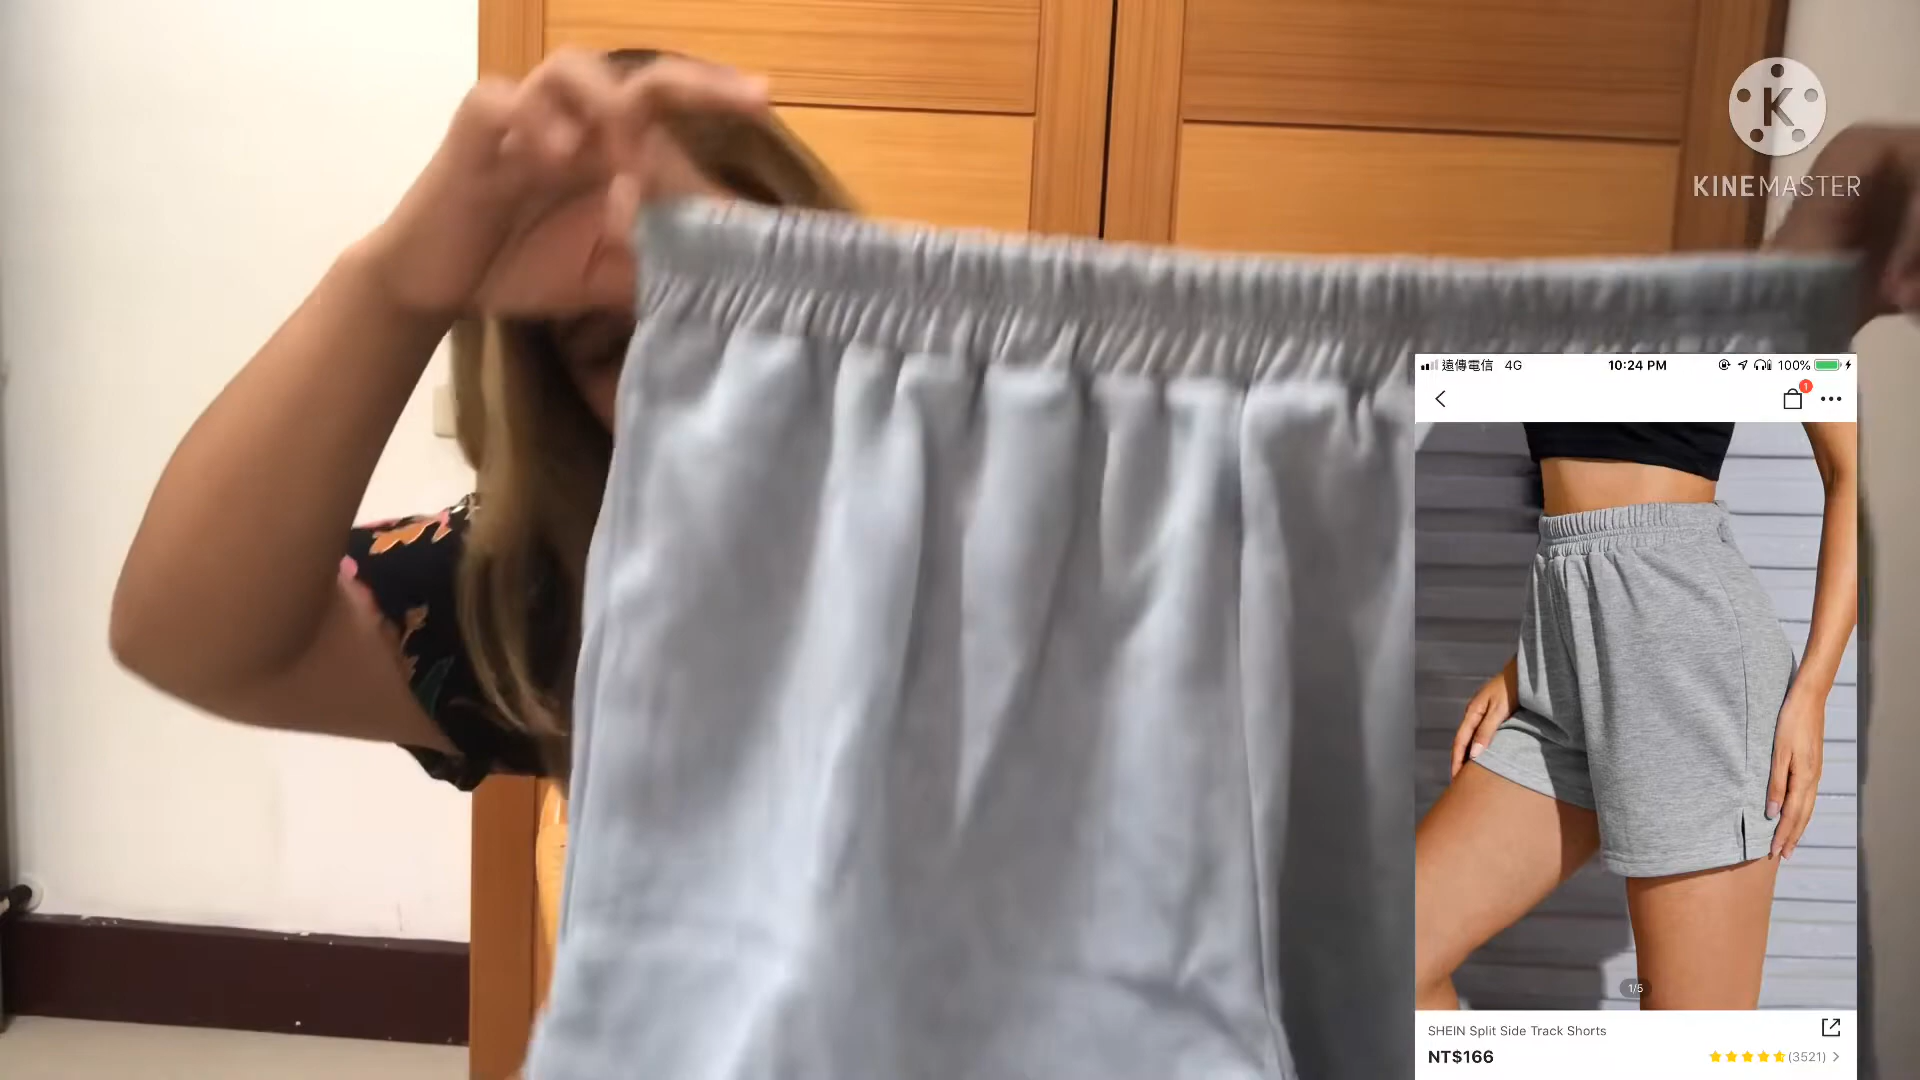 K
KINEMASTER
遠傳電信 4G 10:24 PM 100%
1
1/5
SHEIN Split Side Track Shorts
NT$166 (3521)